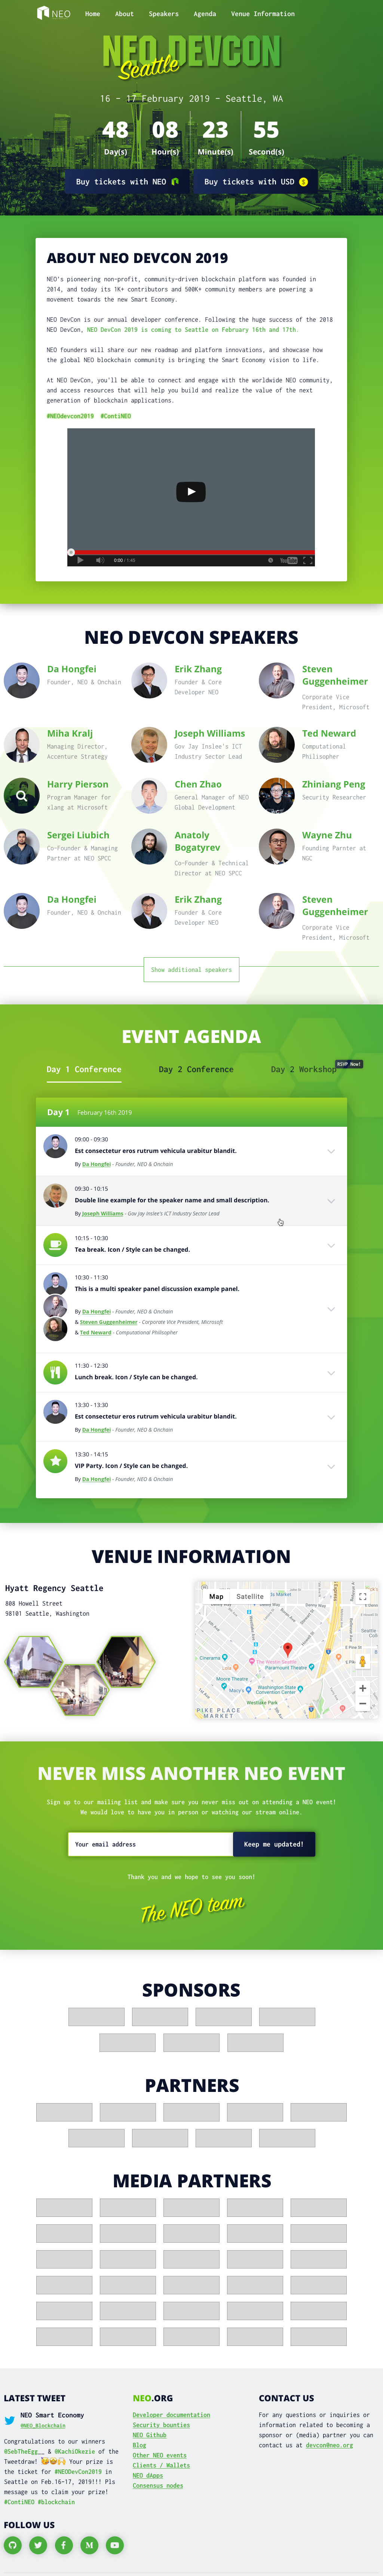 NEO
Home About Speakers Agenda Venue Information
NEO DEVCON
Seattle
16 - 17 February 2019 - Seattle, WA
48 08 23 55
Day(s) Hour(s) Minute(s) Second(s)
Buy tickets with NEO Buy tickets with USD
ABOUT NEO DEVCON 2019
NEO's pioneering non-profit, community-driven blockchain platform was founded in
2014, and today its 1K+ contributors and 500K+ community members are powering a
movement towards the new Smart Economy.
NEO DevCon is our annual developer conference. Following the huge success of the 2018
NEO DevCon, NEO DevCon 2019 is coming to Seattle on February 16th and 17th.
NEO founders will share our new roadmap and platform innovations, and showcase how
the global NEO blockchain community is bringing the Smart Economy vision to life.
At NEO DevCon, you'll be able to connect and engage with the worldwide NEO community,
and access resources that will help you build and realize the value of the next
generation of blockchain applications.
#NEOdevcon2019 #ContiNEO
0:00 / 1:45
YouTube
NEO DEVCON SPEAKERS
Da Hongfei
Founder, NEO & Onchain
Erik Zhang
Founder & Core
Developer NEO
Steven
Guggenheimer
Corporate Vice
President, Microsoft
Miha Kralj
Managing Director,
Accenture Strategy
Joseph Williams
Gov Jay Inslee's ICT
Industry Sector Lead
Ted Neward
Computational
Philisopher
Harry Pierson
Program Manager for
xlang at Microsoft
Chen Zhao
General Manager of NEO
Global Development
Zhiniang Peng
Security Researcher
Sergei Liubich
Co-Founder & Managing
Partner at NEO SPCC
Anatoly
Bogatyrev
Co-Founder & Technical
Director at NEO SPCC
Wayne Zhu
Founding Parnter at
NGC
Da Hongfei
Founder, NEO & Onchain
Erik Zhang
Founder & Core
Developer NEO
Steven
Guggenheimer
Corporate Vice
President, Microsoft
Show additional speakers
EVENT AGENDA
RSVP Now!
Day 1 Conference Day 2 Conference Day 2 Workshop
Day 1 February 16th 2019
09:00 - 09:30
Est consectetur eros rutrum vehicula urabitur blandit.
By Da Hongfei - Founder, NEO & Onchain
09:30 - 10:15
Double line example for the speaker name and small description.
By Joseph Williams - Gov Jay Inslee's ICT Industry Sector Lead
10:15 - 10:30
Tea break. Icon / Style can be changed.
10:30 - 11:30
This is a multi speaker panel discussion example panel.
By Da Hongfei - Founder, NEO & Onchain
& Steven Guggenheimer - Corporate Vice President, Microsoft
& Ted Neward - Computational Philisopher
11:30 - 12:30
Lunch break. Icon / Style can be changed.
13:30 - 13:30
Est consectetur eros rutrum vehicula urabitur blandit.
By Da Hongfei - Founder, NEO & Onchain
13:30 - 14:15
VIP Party. Icon / Style can be changed.
By Da Hongfei - Founder, NEO & Onchain
VENUE INFORMATION
Hyatt Regency Seattle
808 Howell Street
98101 Seattle, Washington
Map Satellite
Cinerama
Lola
The Westin Seattle
Paramount Theatre
Moore Theatre
Macy's
Washington State
Convention Center
Westlake Park
PIKE PLACE
MARKET
NEVER MISS ANOTHER NEO EVENT
Sign up to our mailing list and make sure you never miss out on attending a NEO event!
We would love to have you in person or watching our stream online.
Your email address Keep me updated!
Thank you and we hope to see you soon!
The NEO team
SPONSORS
PARTNERS
MEDIA PARTNERS
LATEST TWEET
NEO Smart Economy
@NEO_Blockchain
Congratulations to our winners
@SebTheEgg__ & @KachiOkezie of the
Tweetdraw! Your prize is
the ticket for #NEODevCon2019 in
Seattle on Feb.16-17, 2019!!! Pls
message us to claim your prize!
#ContiNEO #blockchain
FOLLOW US
NEO.ORG
Developer documentation
Security bounties
NEO Github
Blog
Other NEO events
Clients / Wallets
NEO dApps
Consensus nodes
CONTACT US
For any questions or inquiries or
information related to becoming a
sponsor or (media) partner you can
contact us at devcon@neo.org